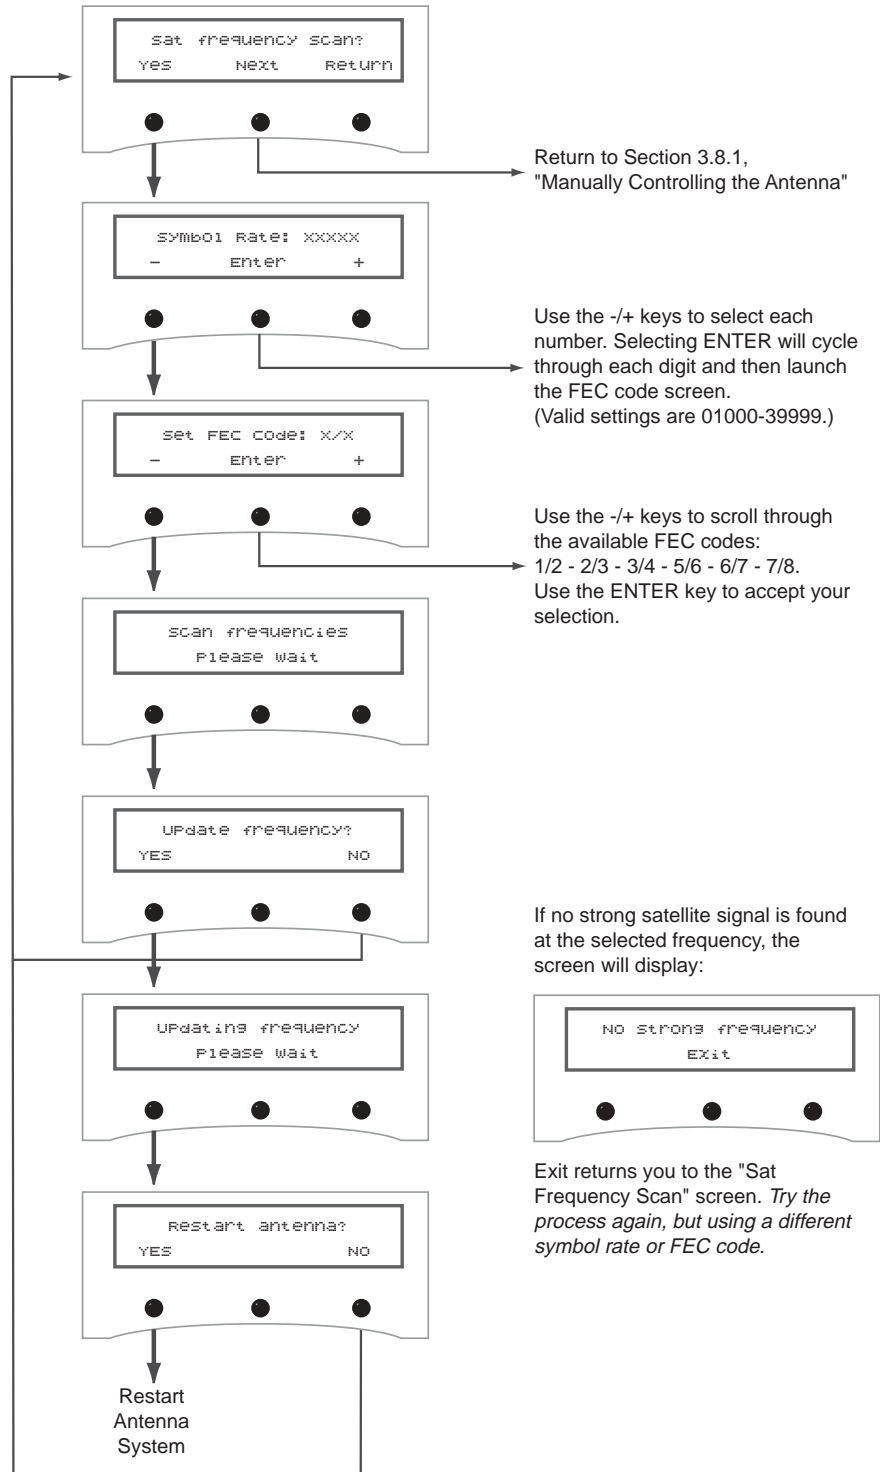 Sat frequency scan?
Yes Next Return
Return to Section 3.8.1,
"Manually Controlling the Antenna"
Symbol Rate: XXXXX
- Enter +
Use the -/+ keys to select each
number. Selecting ENTER will cycle
through each digit and then launch
the FEC code screen.
(Valid settings are 01000-39999.)
Set FEC Code: X/X
- Enter +
Use the -/+ keys to scroll through
the available FEC codes:
1/2 - 2/3 - 3/4 - 5/6 - 6/7 - 7/8.
Use the ENTER key to accept your
selection.
Scan frequencies
Please Wait
Update frequency?
YES NO
If no strong satellite signal is found
at the selected frequency, the
screen will display:
Updating frequency
Please Wait
No strong frequency
Exit
Exit returns you to the "Sat
Frequency Scan" screen. Try the
process again, but using a different
symbol rate or FEC code.
Restart antenna?
YES NO
Restart
Antenna
System